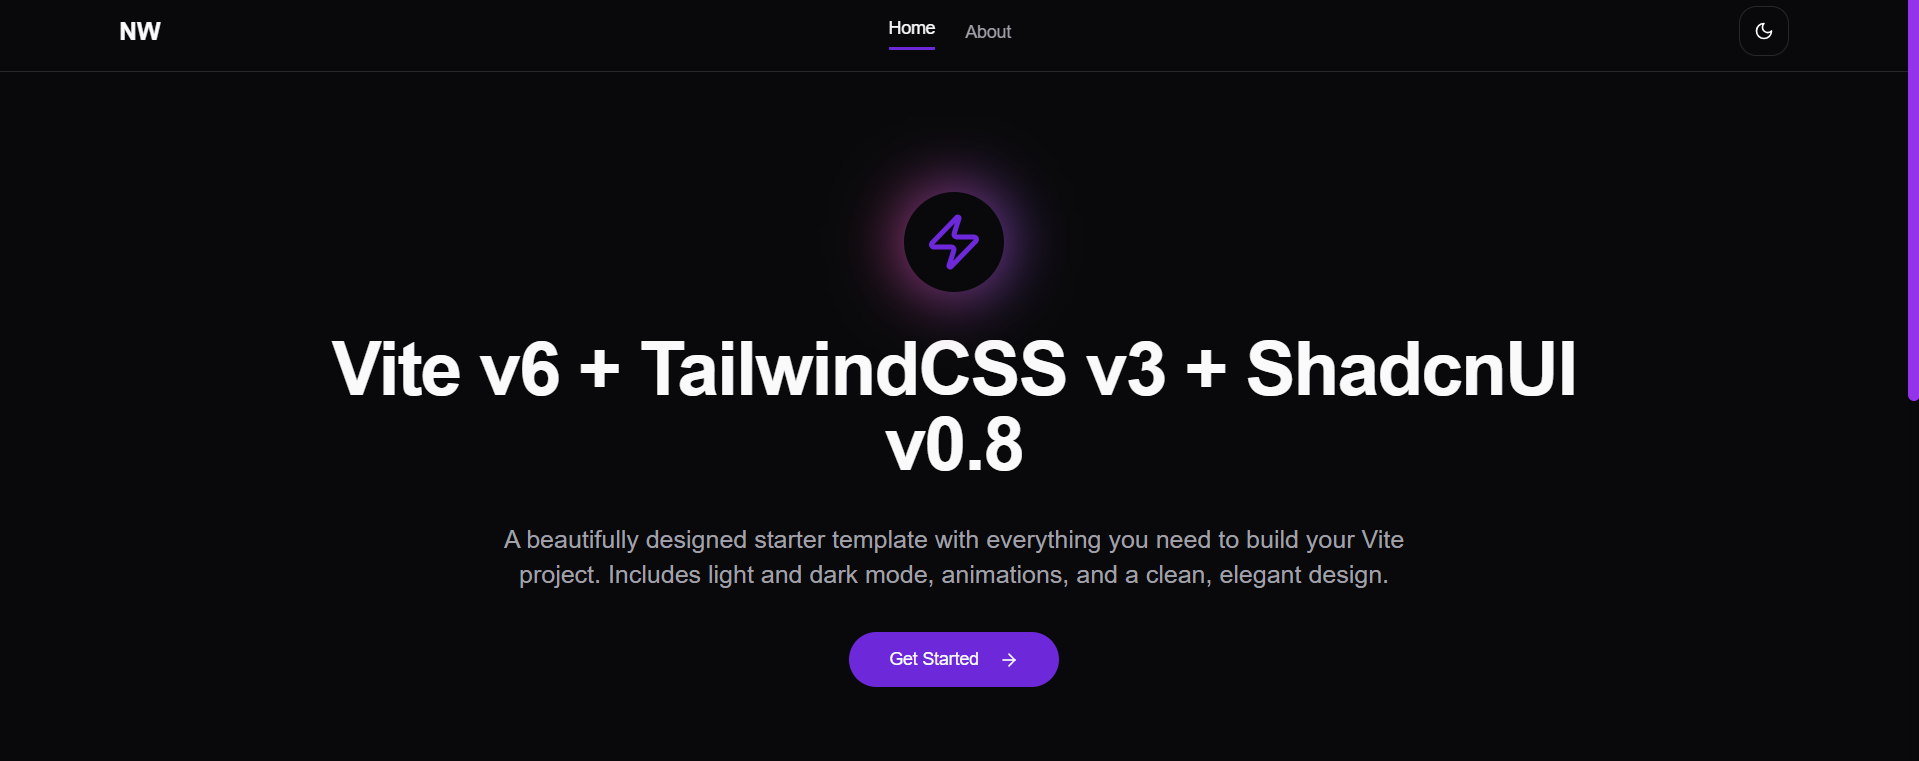 NW
Home
About
Vite v6 + TailwindCSS v3 + ShadcnUI
v0.8
A beautifully designed starter template with everything you need to build your Vite
project. Includes light and dark mode, animations, and a clean, elegant design.
Get Started